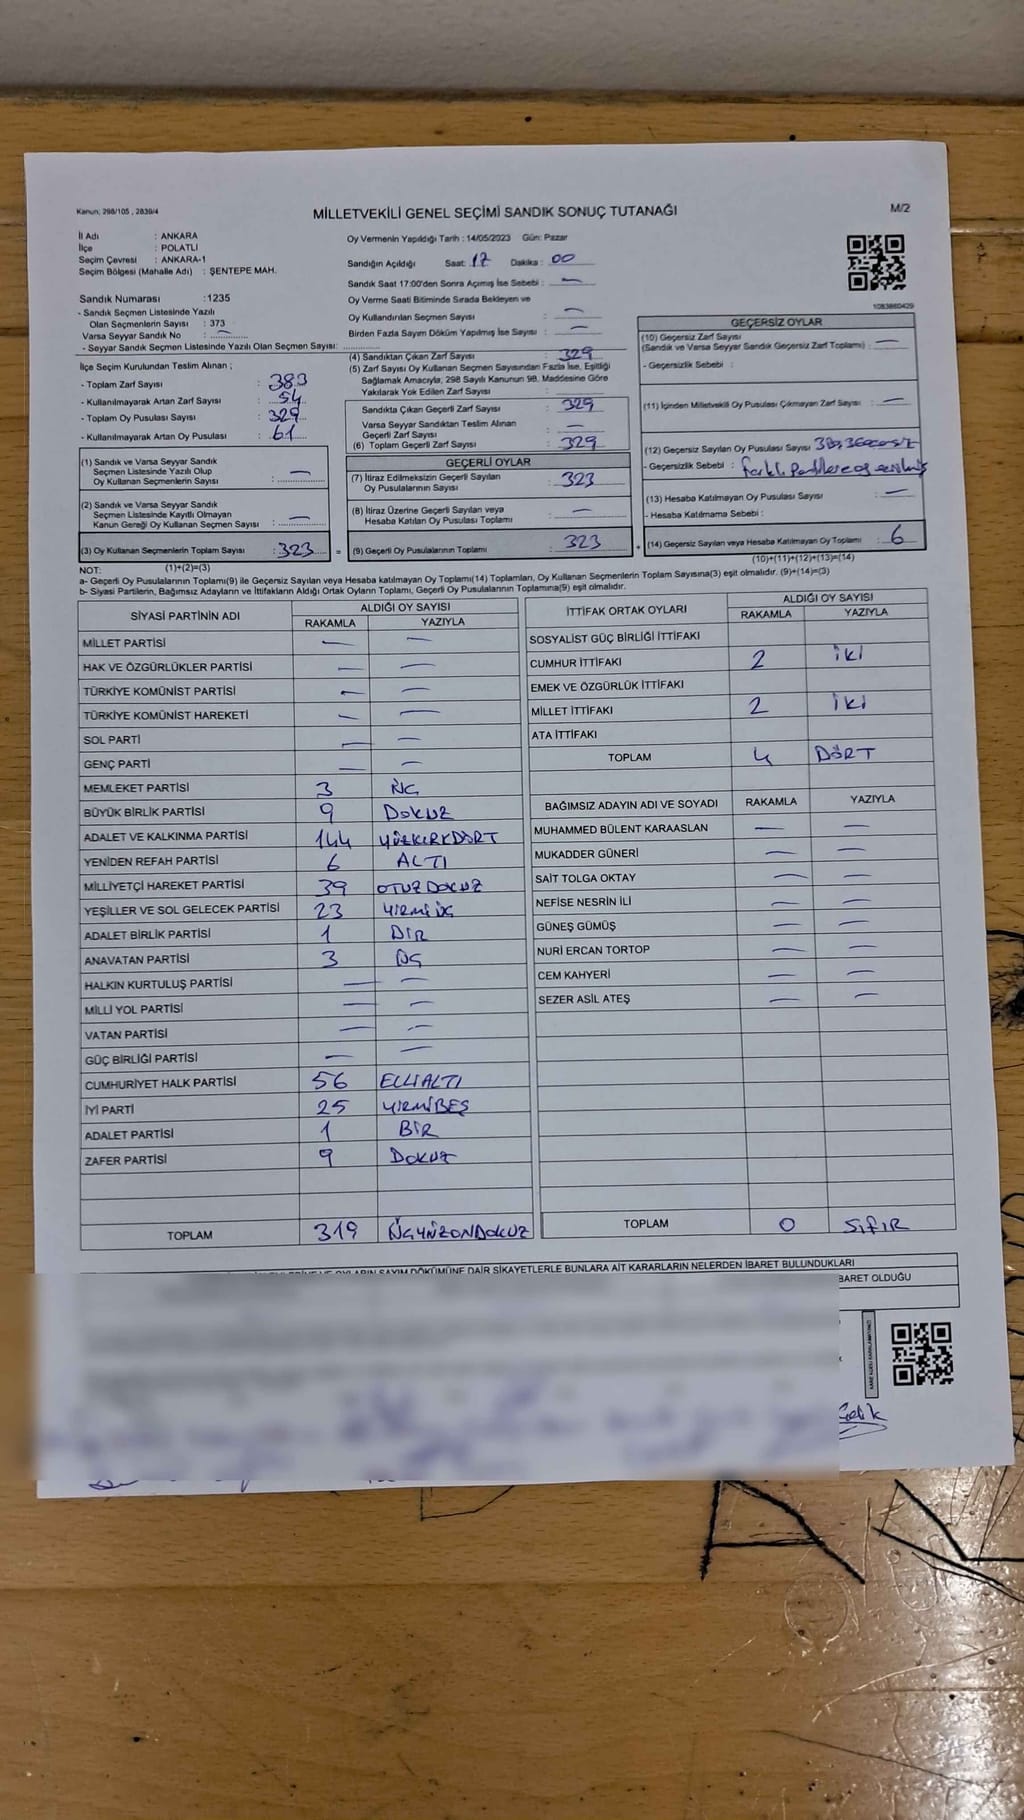 Kanun; 298/105 , 2839/4
MİLLETVEKİLİ GENEL SEÇİMİ SANDIK SONUÇ TUTANAĞI
M/2
İl Adı : ANKARA
İlçe : POLATLI
Seçim Çevresi : ANKARA-1
Seçim Bölgesi (Mahalle Adı) : ŞENTEPE MAH.
Sandık Numarası :1235
- Sandık Seçmen Listesinde Yazılı
Olan Seçmenlerin Sayısı : 373
Varsa Seyyar Sandık No : —
- Seyyar Sandık Seçmen Listesinde Yazılı Olan Seçmen Sayısı:
Oy Vermenin Yapıldığı Tarih : 14/05/2023 Gün: Pazar
Sandığın Açıldığı Saat: 17 Dakika : 00
Sandık Saat 17:00'den Sonra Açımış İse Sebebi : —
Oy Verme Saati Bitiminde Sırada Bekleyen ve
Oy Kullandırılan Seçmen Sayısı : —
Birden Fazla Sayım Döküm Yapılmış İse Sayısı : —
1083860429
İlçe Seçim Kurulundan Teslim Alınan ;
- Toplam Zarf Sayısı : 383
- Kullanılmayarak Artan Zarf Sayısı : 54
- Toplam Oy Pusulası Sayısı : 329
- Kullanılmayarak Artan Oy Pusulası : 61
(1) Sandık ve Varsa Seyyar Sandık
Seçmen Listesinde Yazılı Olup
Oy Kullanan Seçmenlerin Sayısı : —
(2) Sandık ve Varsa Seyyar Sandık
Seçmen Listesinde Kayıtlı Olmayan
Kanun Gereği Oy Kullanan Seçmen Sayısı : —
(3) Oy Kullanan Seçmenlerin Toplam Sayısı : 323
(1)+(2)=(3)
(4) Sandıktan Çıkan Zarf Sayısı : 329
(5) Zarf Sayısı Oy Kullanan Seçmen Sayısından Fazla İse, Eşitliği
Sağlamak Amacıyla, 298 Sayılı Kanunun 98. Maddesine Göre
Yakılarak Yok Edilen Zarf Sayısı :
Sandıkta Çıkan Geçerli Zarf Sayısı : 329
Varsa Seyyar Sandıktan Teslim Alınan
Geçerli Zarf Sayısı : —
(6) Toplam Geçerli Zarf Sayısı : 329
GEÇERLİ OYLAR
(7) İtiraz Edilmeksizin Geçerli Sayılan
Oy Pusulalarının Sayısı : 323
(8) İtiraz Üzerine Geçerli Sayılan veya
Hesaba Katılan Oy Pusulası Toplamı : —
= (9) Geçerli Oy Pusulalarının Toplamı : 323
GEÇERSİZ OYLAR
(10) Geçersiz Zarf Sayısı
(Sandık ve Varsa Seyyar Sandık Geçersiz Zarf Toplamı) : —
- Geçersizlik Sebebi :
(11) İçinden Milletvekili Oy Pusulası Çıkmayan Zarf Sayısı : —
(12) Geçersiz Sayılan Oy Pusulası Sayısı
- Geçersizlik Sebebi : farklı partilere oy verilmiş
(13) Hesaba Katılmayan Oy Pusulası Sayısı : —
- Hesaba Katılmama Sebebi :
+ (14) Geçersiz Sayılan veya Hesaba Katılmayan Oy Toplamı : 6
(10)+(11)+(12)+(13)=(14)
NOT:
a- Geçerli Oy Pusulalarının Toplamı(9) ile Geçersiz Sayılan veya Hesaba katılmayan Oy Toplamı(14) Toplamları, Oy Kullanan Seçmenlerin Toplam Sayısına(3) eşit olmalıdır. (9)+(14)=(3)
b- Siyasi Partilerin, Bağımsız Adayların ve İttifakların Aldığı Ortak Oyların Toplamı, Geçerli Oy Pusulalarının Toplamına(9) eşit olmalıdır.
SİYASİ PARTİNİN ADI ALDIĞI OY SAYISI
RAKAMLA YAZIYLA
MİLLET PARTİSİ — —
HAK VE ÖZGÜRLÜKLER PARTİSİ — —
TÜRKİYE KOMÜNİST PARTİSİ — —
TÜRKİYE KOMÜNİST HAREKETİ — —
SOL PARTİ — —
GENÇ PARTİ — —
MEMLEKET PARTİSİ 3 ÜÇ
BÜYÜK BİRLİK PARTİSİ 9 DOKUZ
ADALET VE KALKINMA PARTİSİ 144 YÜZKIRKDÖRT
YENİDEN REFAH PARTİSİ 6 ALTI
MİLLİYETÇİ HAREKET PARTİSİ 39 OTUZDOKUZ
YEŞİLLER VE SOL GELECEK PARTİSİ 23 YİRMİÜÇ
ADALET BİRLİK PARTİSİ 1 BİR
ANAVATAN PARTİSİ 3 ÜÇ
HALKIN KURTULUŞ PARTİSİ — —
MİLLİ YOL PARTİSİ — —
VATAN PARTİSİ — —
GÜÇ BİRLİĞİ PARTİSİ — —
CUMHURİYET HALK PARTİSİ 56 ELLİALTI
İYİ PARTİ 25 YİRMİBEŞ
ADALET PARTİSİ 1 BİR
ZAFER PARTİSİ 9 DOKUZ
TOPLAM 319 ÜÇYÜZONDOKUZ
İTTİFAK ORTAK OYLARI ALDIĞI OY SAYISI
RAKAMLA YAZIYLA
SOSYALİST GÜÇ BİRLİĞİ İTTİFAKI
CUMHUR İTTİFAKI 2 İKİ
EMEK VE ÖZGÜRLÜK İTTİFAKI
MİLLET İTTİFAKI 2 İKİ
ATA İTTİFAKI
TOPLAM 4 DÖRT
BAĞIMSIZ ADAYIN ADI VE SOYADI RAKAMLA YAZIYLA
MUHAMMED BÜLENT KARAASLAN — —
MUKADDER GÜNERİ — —
SAİT TOLGA OKTAY — —
NEFİSE NESRİN İLİ — —
GÜNEŞ GÜMÜŞ — —
NURİ ERCAN TORTOP — —
CEM KAHYERİ — —
SEZER ASİL ATEŞ — —
TOPLAM 0 SIFIR
OYLARIN SAYIM DÖKÜMÜNE DAİR ŞİKAYETLERLE BUNLARA AİT KARARLARIN NELERDEN İBARET BULUNDUKLARI
BARET OLDUĞU